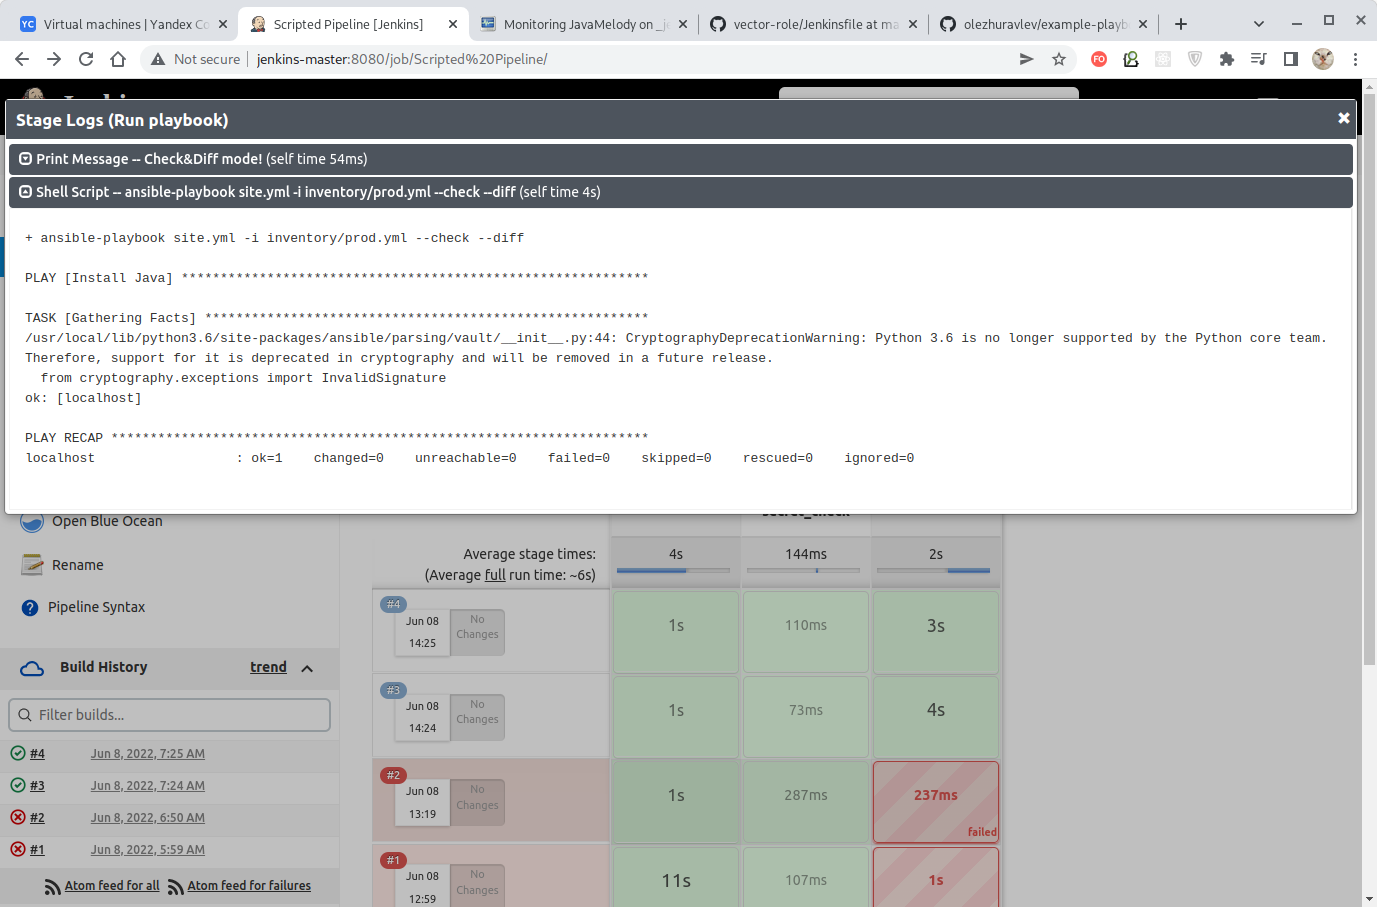 Virtual machines | Yandex Co
Scripted Pipeline [Jenkins]
Monitoring JavaMelody on _je
vector-role/Jenkinsfile at ma
olezhuravlev/example-playb
Not secure
jenkins-master:8080/job/Scripted%20Pipeline/
Stage Logs (Run playbook)
Print Message -- Check&Diff mode! (self time 54ms)
Shell Script -- ansible-playbook site.yml -i inventory/prod.yml --check --diff (self time 4s)
+ ansible-playbook site.yml -i inventory/prod.yml --check --diff
PLAY [Install Java] ************************************************************
TASK [Gathering Facts] *********************************************************
/usr/local/lib/python3.6/site-packages/ansible/parsing/vault/__init__.py:44: CryptographyDeprecationWarning: Python 3.6 is no longer supported by the Python core team.
Therefore, support for it is deprecated in cryptography and will be removed in a future release.
from cryptography.exceptions import InvalidSignature
ok: [localhost]
PLAY RECAP *********************************************************************
localhost : ok=1 changed=0 unreachable=0 failed=0 skipped=0 rescued=0 ignored=0
Open Blue Ocean
Rename
Pipeline Syntax
Build History trend
Filter builds...
#4 Jun 8, 2022, 7:25 AM
#3 Jun 8, 2022, 7:24 AM
#2 Jun 8, 2022, 6:50 AM
#1 Jun 8, 2022, 5:59 AM
Atom feed for all Atom feed for failures
secret_check
Average stage times:
(Average full run time: ~6s)
4s 144ms 2s
#4
Jun 08
14:25
No
Changes
1s 110ms 3s
#3
Jun 08
14:24
No
Changes
1s 73ms 4s
#2
Jun 08
13:19
No
Changes
1s 287ms 237ms
failed
#1
Jun 08
12:59
No
Changes
11s 107ms 1s